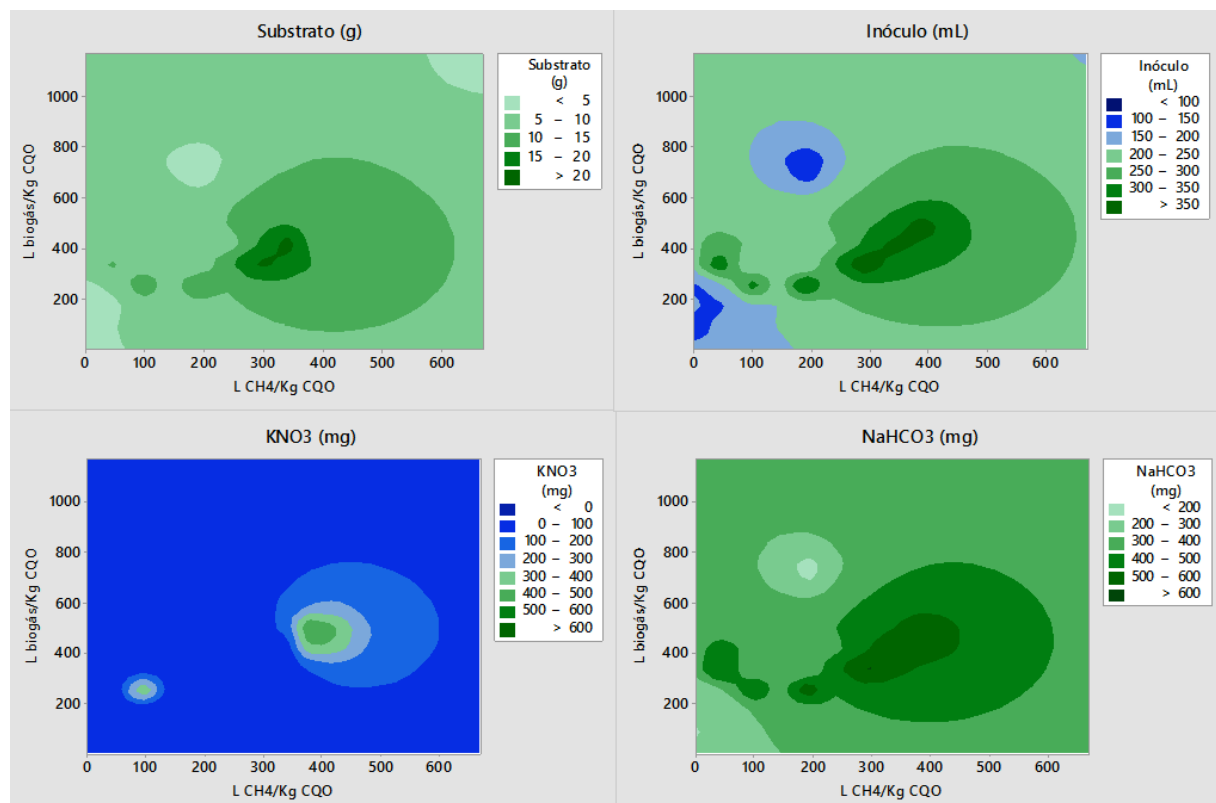 Substrato (g)
L biogás/Kg CQO
1000
800
600
400
200
0 100 200 300 400 500 600
L CH4/Kg CQO
Substrato
(g)
< 5
5 – 10
10 – 15
15 – 20
> 20
Inóculo (mL)
L biogás/Kg CQO
1000
800
600
400
200
0 100 200 300 400 500 600
L CH4/Kg CQO
Inóculo
(mL)
< 100
100 – 150
150 – 200
200 – 250
250 – 300
300 – 350
> 350
KNO3 (mg)
L biogás/Kg CQO
1000
800
600
400
200
0 100 200 300 400 500 600
L CH4/Kg CQO
KNO3
(mg)
< 0
0 – 100
100 – 200
200 – 300
300 – 400
400 – 500
500 – 600
> 600
NaHCO3 (mg)
L biogás/Kg CQO
1000
800
600
400
200
0 100 200 300 400 500 600
L CH4/Kg CQO
NaHCO3
(mg)
< 200
200 – 300
300 – 400
400 – 500
500 – 600
> 600